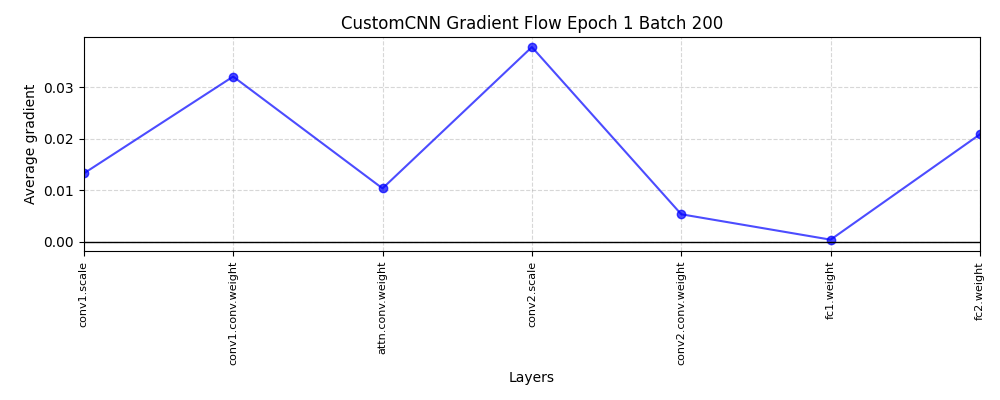 CustomCNN Gradient Flow Epoch 1 Batch 200
Average gradient
0.03
0.02
0.01
0.00
conv1.scale
conv1.conv.weight
attn.conv.weight
conv2.scale
conv2.conv.weight
fc1.weight
fc2.weight
Layers